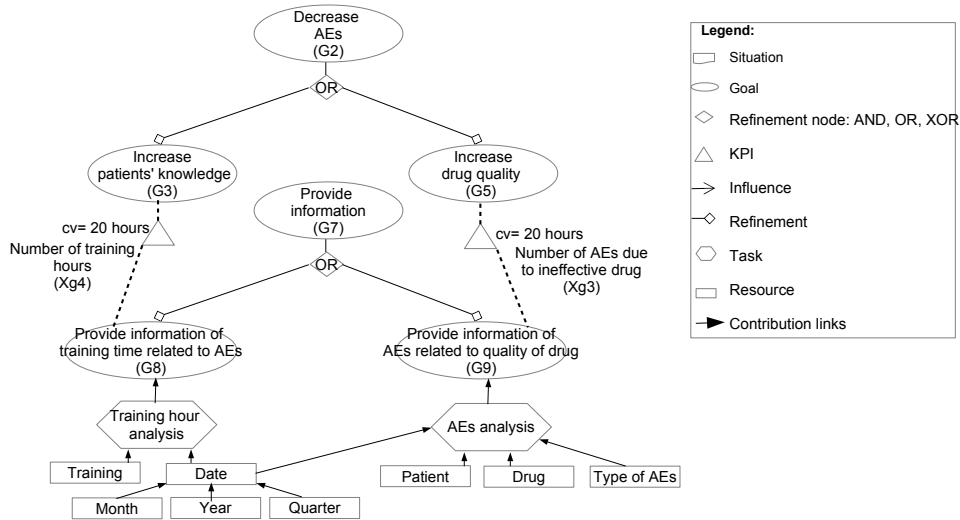 Decrease
AEs
(G2)
OR
Increase
patients' knowledge
(G3)
Increase
drug quality
(G5)
Provide
information
(G7)
cv= 20 hours
Number of training
hours
(Xg4)
cv= 20 hours
Number of AEs due
to ineffective drug
(Xg3)
OR
Provide information of
training time related to AEs
(G8)
Provide information of
AEs related to quality of drug
(G9)
Training hour
analysis
AEs analysis
Training
Date
Patient
Drug
Type of AEs
Month
Year
Quarter
Legend:
Situation
Goal
Refinement node: AND, OR, XOR
KPI
Influence
Refinement
Task
Resource
Contribution links